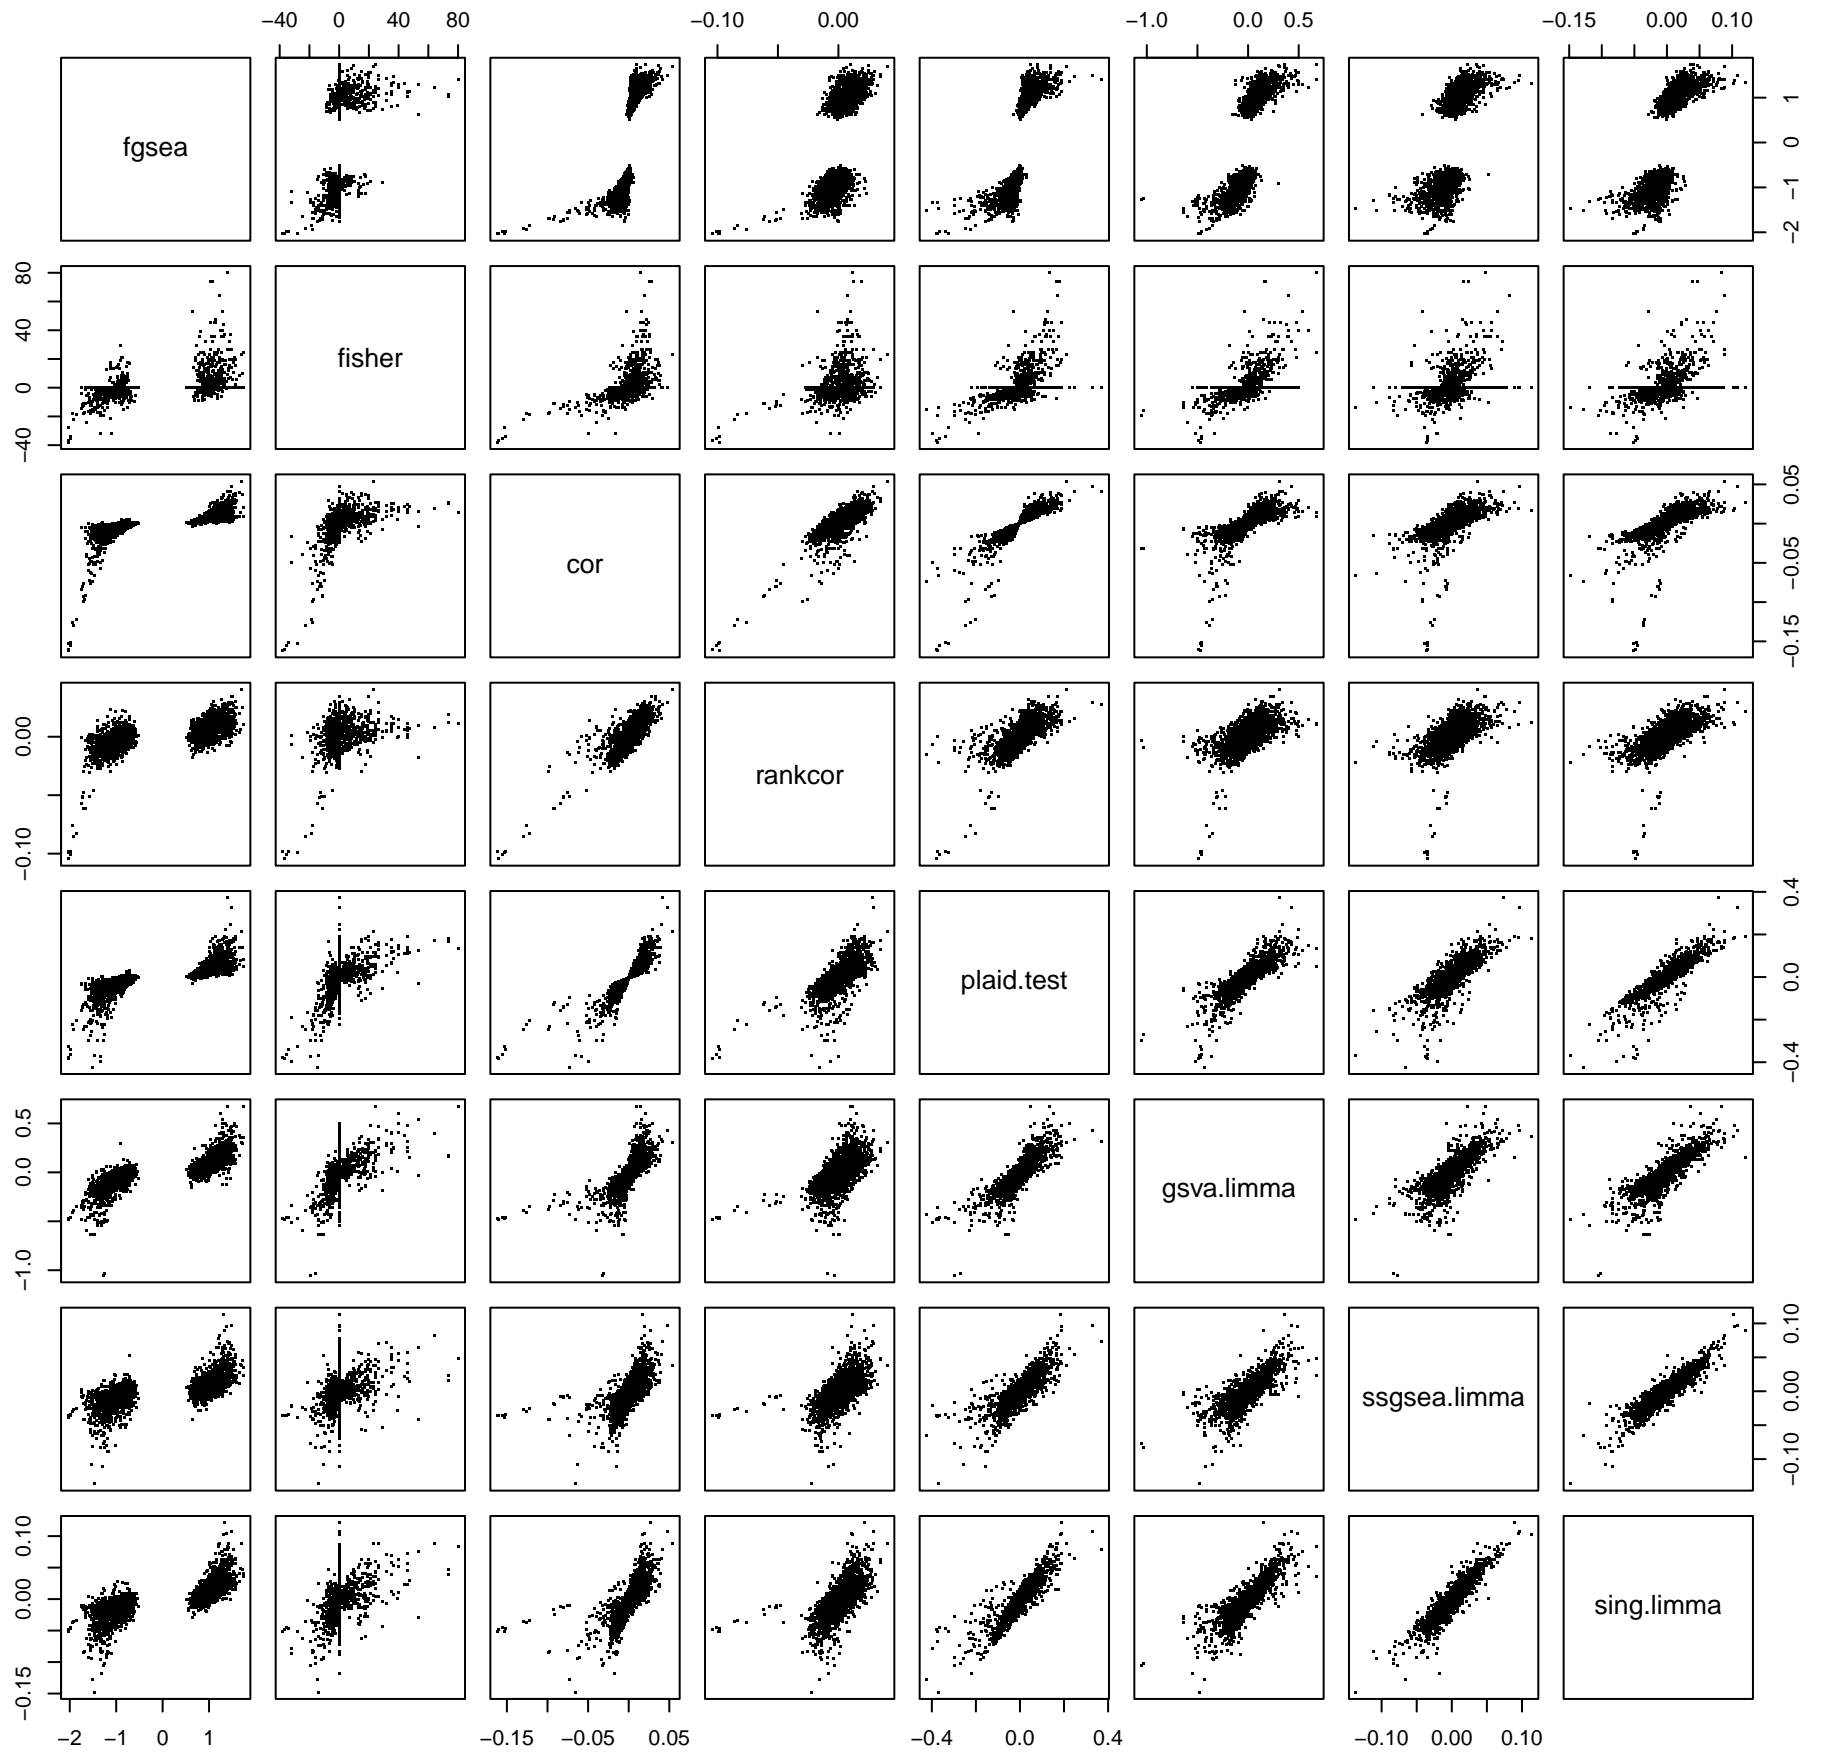 −40 0 40 80 −0.10 0.00 −1.0 0.0 0.5 −0.15 0.00 0.10
fgsea
1
0
−1
−2
80
40
0
−40
fisher
cor
0.05
−0.05
−0.15
0.00
−0.10
rankcor
plaid.test
0.4
0.0
−0.4
0.5
0.0
−1.0
gsva.limma
ssgsea.limma
0.10
0.00
−0.10
0.10
0.00
−0.15
sing.limma
−2 −1 0 1 −0.15 −0.05 0.05 −0.4 0.0 0.4 −0.10 0.00 0.10